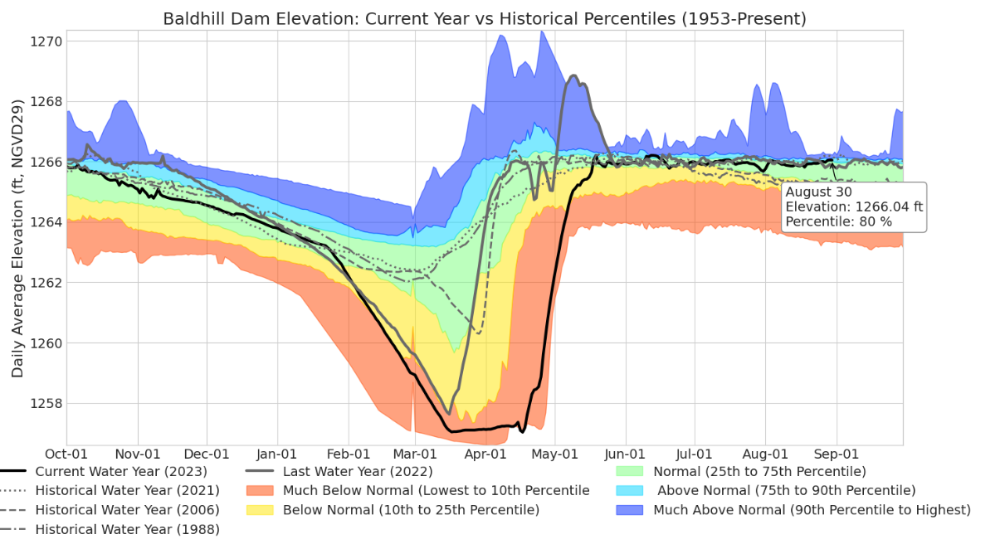 Baldhill Dam Elevation: Current Year vs Historical Percentiles (1953-Present)
Daily Average Elevation (ft, NGVD29)
1270
1268
1266
1264
1262
1260
1258
August 30
Elevation: 1266.04 ft
Percentile: 80 %
Oct-01 Nov-01 Dec-01 Jan-01 Feb-01 Mar-01 Apr-01 May-01 Jun-01 Jul-01 Aug-01 Sep-01
Current Water Year (2023)
Historical Water Year (2021)
Historical Water Year (2006)
Historical Water Year (1988)
Last Water Year (2022)
Much Below Normal (Lowest to 10th Percentile
Below Normal (10th to 25th Percentile)
Normal (25th to 75th Percentile)
Above Normal (75th to 90th Percentile)
Much Above Normal (90th Percentile to Highest)